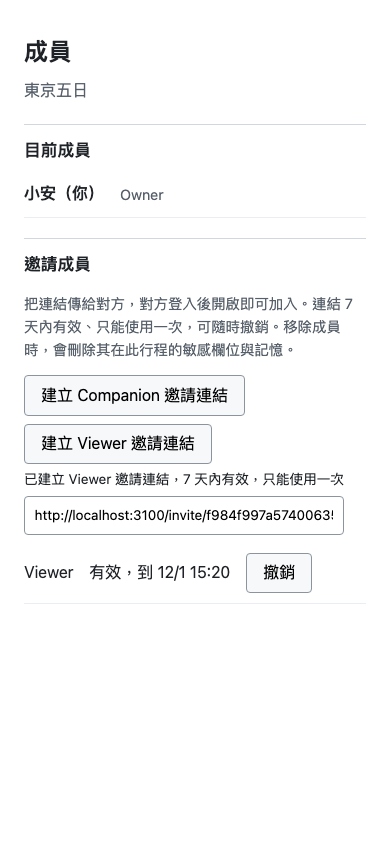 成員
東京五日
目前成員
小安（你） Owner
邀請成員
把連結傳給對方，對方登入後開啟即可加入。連結 7
天內有效、只能使用一次，可隨時撤銷。移除成員
時，會刪除其在此行程的敏感欄位與記憶。
建立 Companion 邀請連結
建立 Viewer 邀請連結
已建立 Viewer 邀請連結，7 天內有效，只能使用一次
http://localhost:3100/invite/f984f997a5740063
Viewer 有效，到 12/1 15:20 撤銷